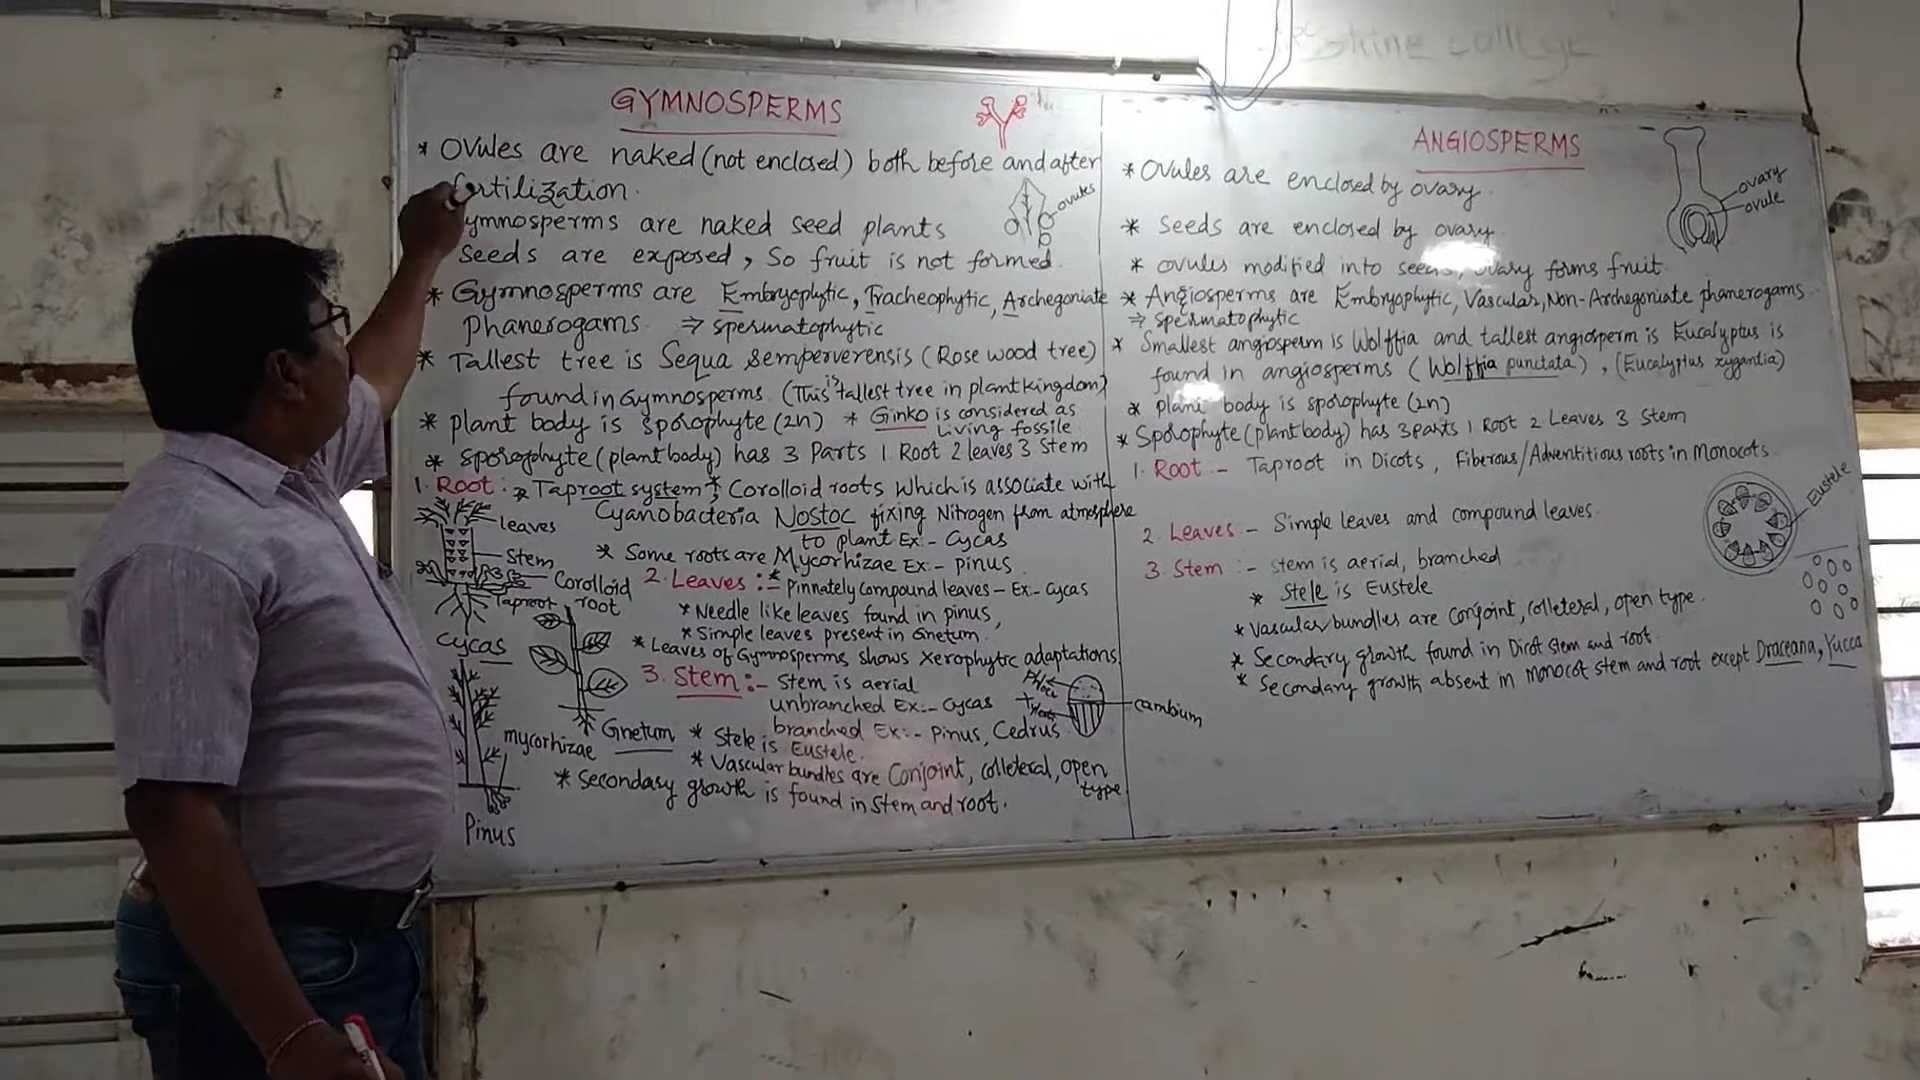 shine college
GYMNOSPERMS
* Ovules are naked (not enclosed) both before and after
fertilization.
ymnosperms are naked seed plants
Seeds are exposed, So fruit is not formed
ovules
* Gymnosperms are Embryophytic, Tracheophytic, Archegoniate
Phanerogams ⇒ Spermatophytic
* Tallest tree is Sequa semperverensis (Rose wood tree)
found in Gymnosperms (This is tallest tree in plant kingdom)
* plant body is sporophyte (2n) * Ginko is considered as
Living fossile
* Sporophyte (plant body) has 3 Parts 1 Root 2 leaves 3 Stem
1. Root: * Taproot system * Corolloid roots which is associate with
Cyanobacteria Nostoc fixing Nitrogen from atmosphere
to plant Ex:- Cycas
* Some roots are Mycorhizae Ex:- pinus
leaves
Stem
Corolloid
root
Taproot
Cycas
2. Leaves :- * Pinnately compound leaves - Ex:- Cycas
* Needle like leaves found in pinus,
* Simple leaves present in Gnetum.
* Leaves of Gymnosperms shows Xerophytic adaptations
3. Stem :- Stem is aerial
unbranched Ex:- Cycas
branched Ex:- Pinus, Cedrus
* Stele is Eustele.
* Vascular bundles are Conjoint, colleteral, open
type
* Secondary growth is found in Stem and root.
Gnetum
mycorhizae
Pinus
cambium
ANGIOSPERMS
* Ovules are enclosed by ovary
* Seeds are enclosed by ovary
ovary
ovule
* ovules modified into seeds, ovary forms fruit
* Angiosperms are Embryophytic, Vascular, Non-Archegoniate phanerogams
⇒ spermatophytic
* Smallest angiosperm is Wolffia and tallest angiosperm is Eucalyptus is
found in angiosperms (Wolffia punctata), (Eucalyptus zygantia)
* plant body is sporophyte (2n)
* Sporophyte (plant body) has 3 parts 1 Root 2 Leaves 3 Stem
1. Root :- Taproot in Dicots, Fiberous/Adventitious roots in Monocots
Eustele
2. Leaves :- Simple leaves and compound leaves
3. Stem :- stem is aerial, branched
* Stele is Eustele
* Vascular bundles are conjoint, colleteral, open type.
* Secondary growth found in Dicot stem and root.
* Secondary growth absent in monocot stem and root except Draceana, Yucca